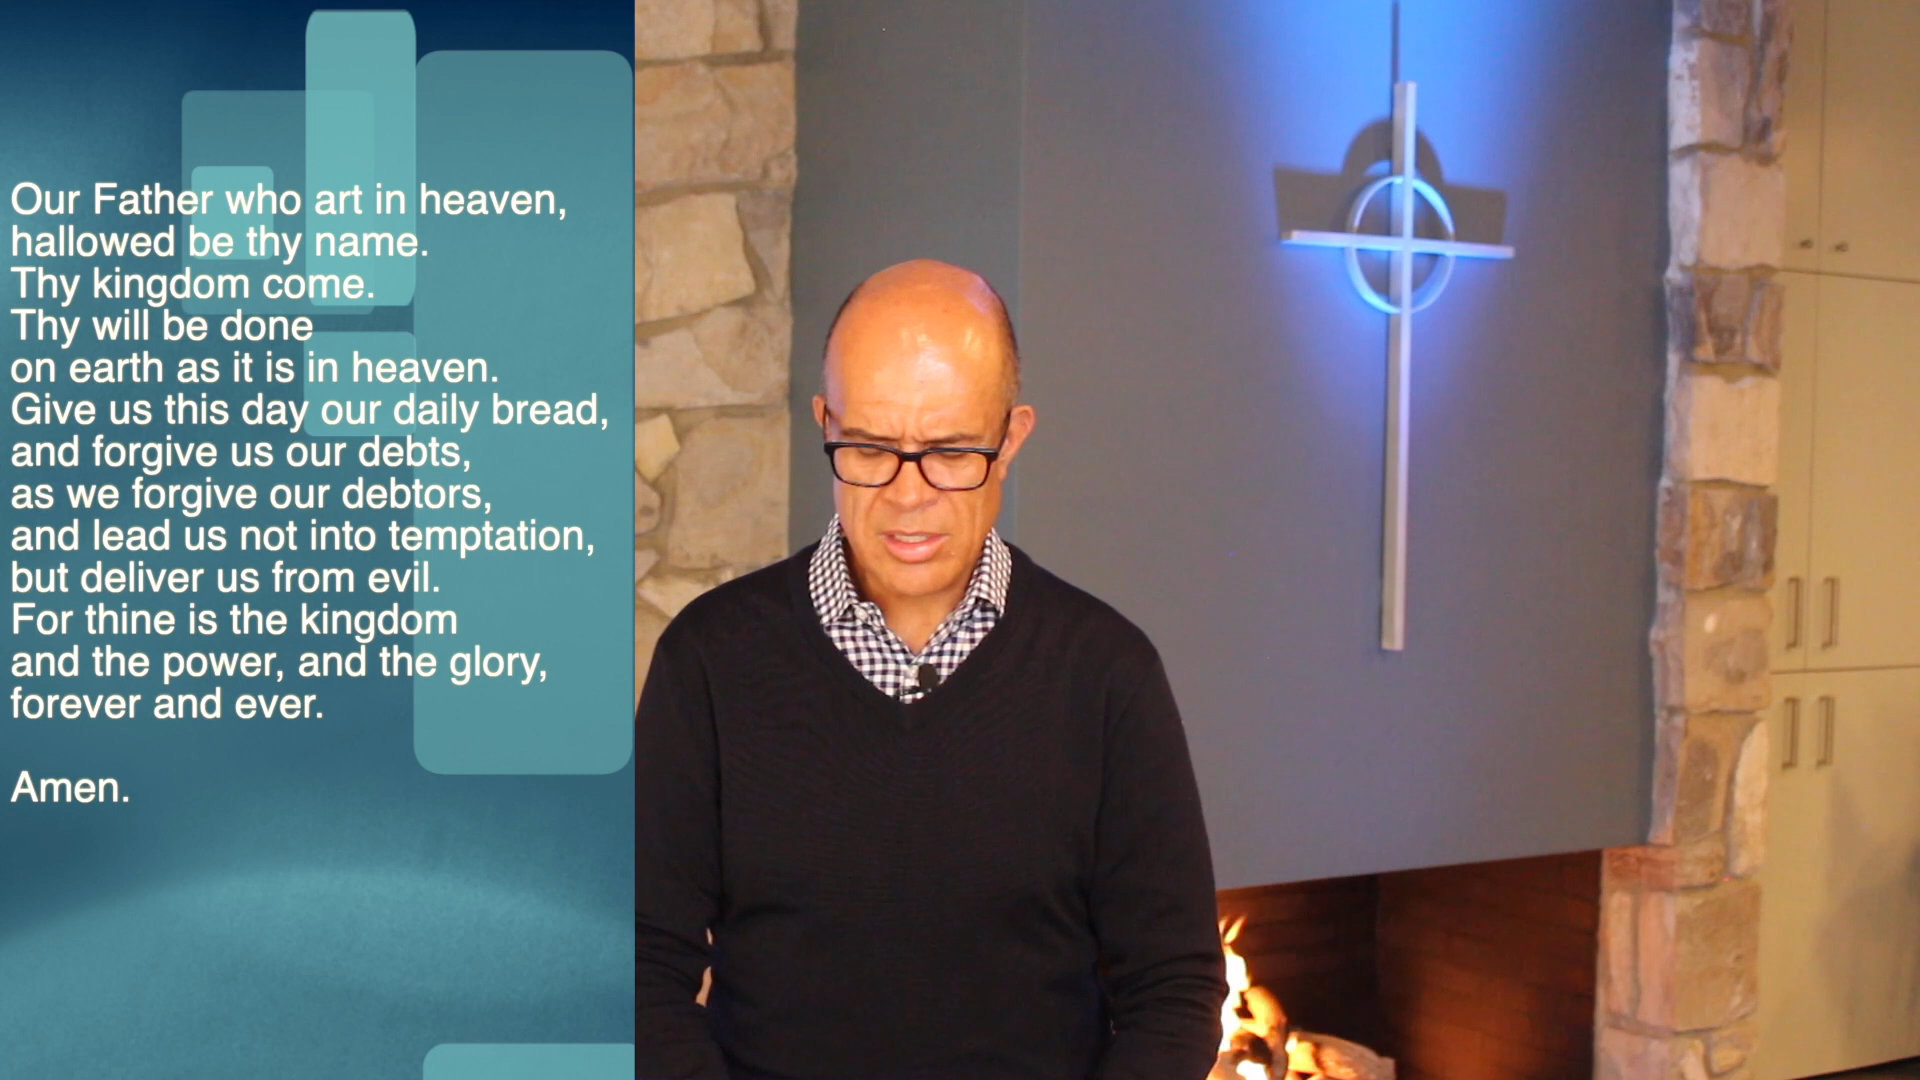 Our Father who art in heaven,
hallowed be thy name.
Thy kingdom come.
Thy will be done
on earth as it is in heaven.
Give us this day our daily bread,
and forgive us our debts,
as we forgive our debtors,
and lead us not into temptation,
but deliver us from evil.
For thine is the kingdom
and the power, and the glory,
forever and ever.
Amen.